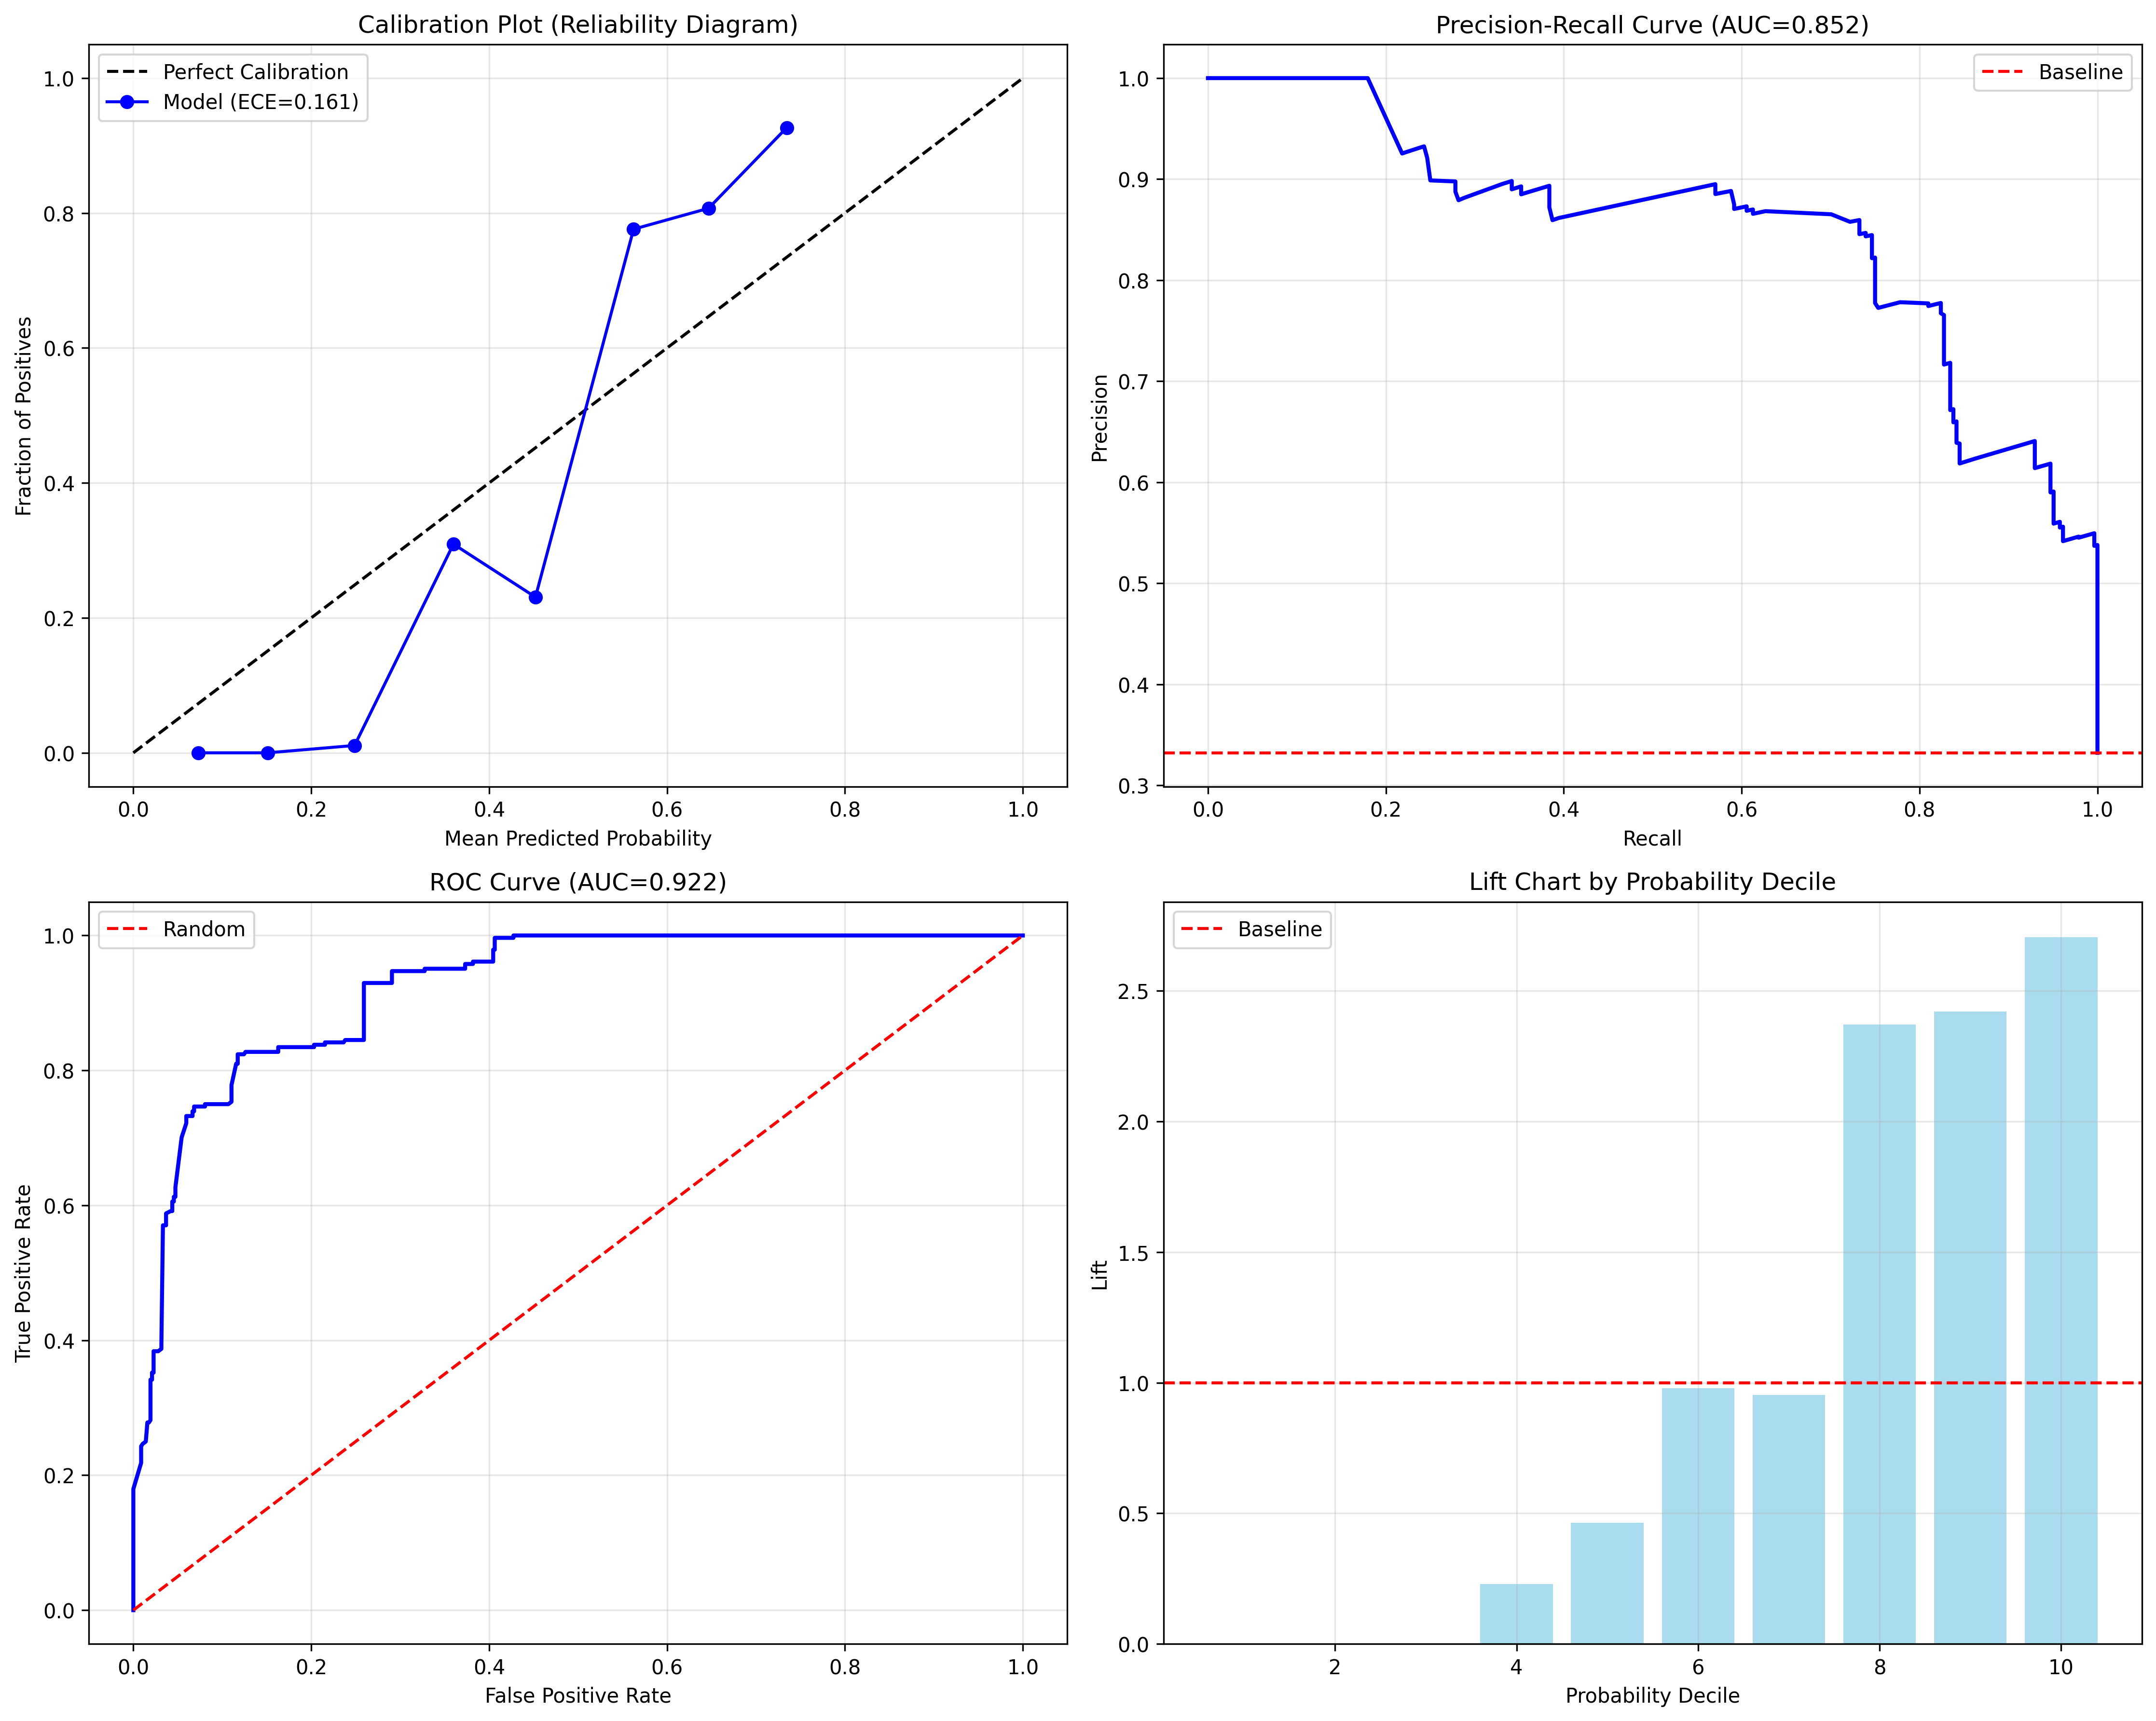 Calibration Plot (Reliability Diagram)
Perfect Calibration
Model (ECE=0.161)
Fraction of Positives
1.0
0.8
0.6
0.4
0.2
0.0
0.0 0.2 0.4 0.6 0.8 1.0
Mean Predicted Probability
Precision-Recall Curve (AUC=0.852)
Baseline
Precision
1.0
0.9
0.8
0.7
0.6
0.5
0.4
0.3
0.0 0.2 0.4 0.6 0.8 1.0
Recall
ROC Curve (AUC=0.922)
Random
True Positive Rate
1.0
0.8
0.6
0.4
0.2
0.0
0.0 0.2 0.4 0.6 0.8 1.0
False Positive Rate
Lift Chart by Probability Decile
Baseline
Lift
2.5
2.0
1.5
1.0
0.5
0.0
2 4 6 8 10
Probability Decile